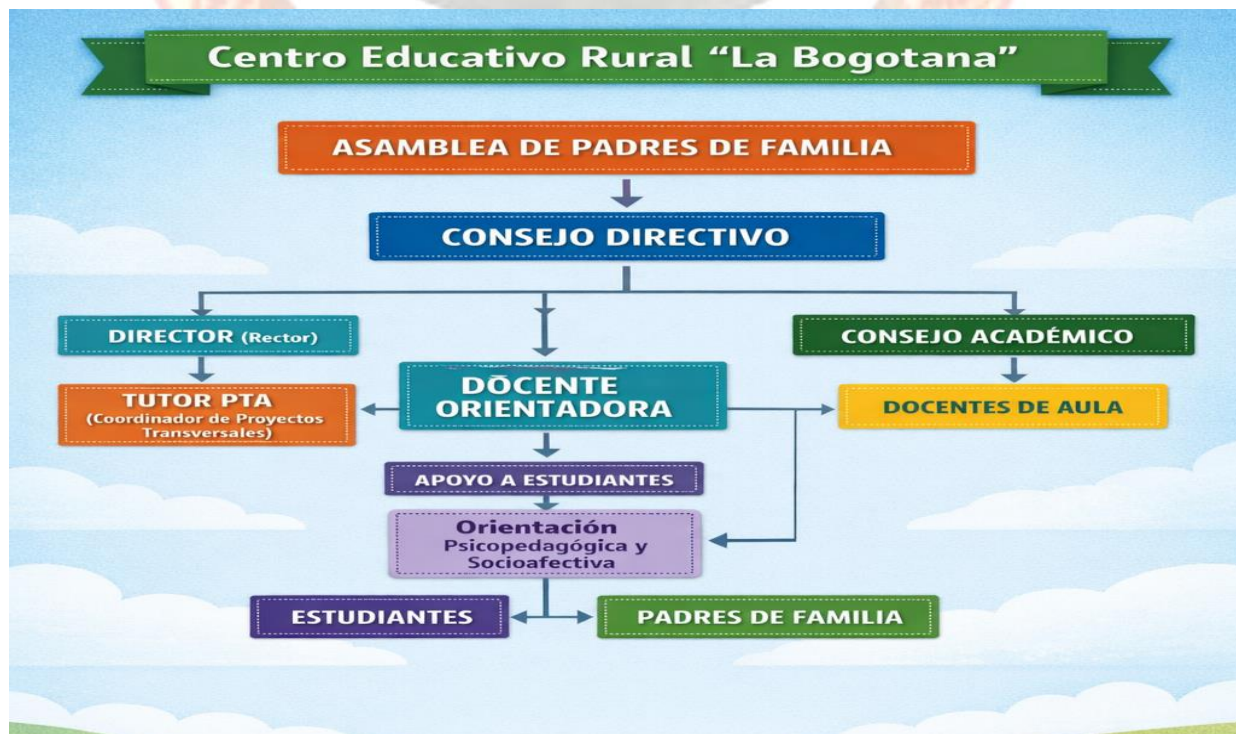 Centro Educativo Rural “La Bogotana”
ASAMBLEA DE PADRES DE FAMILIA
CONSEJO DIRECTIVO
DIRECTOR (Rector)
CONSEJO ACADÉMICO
TUTOR PTA
(Coordinador de Proyectos
Transversales)
DŌCENTE
ORIENTADORA
DOCENTES DE AULA
APOYO A ESTUDIANTES
Orientación
Psicopedagógica y
Socioafectiva
ESTUDIANTES
PADRES DE FAMILIA